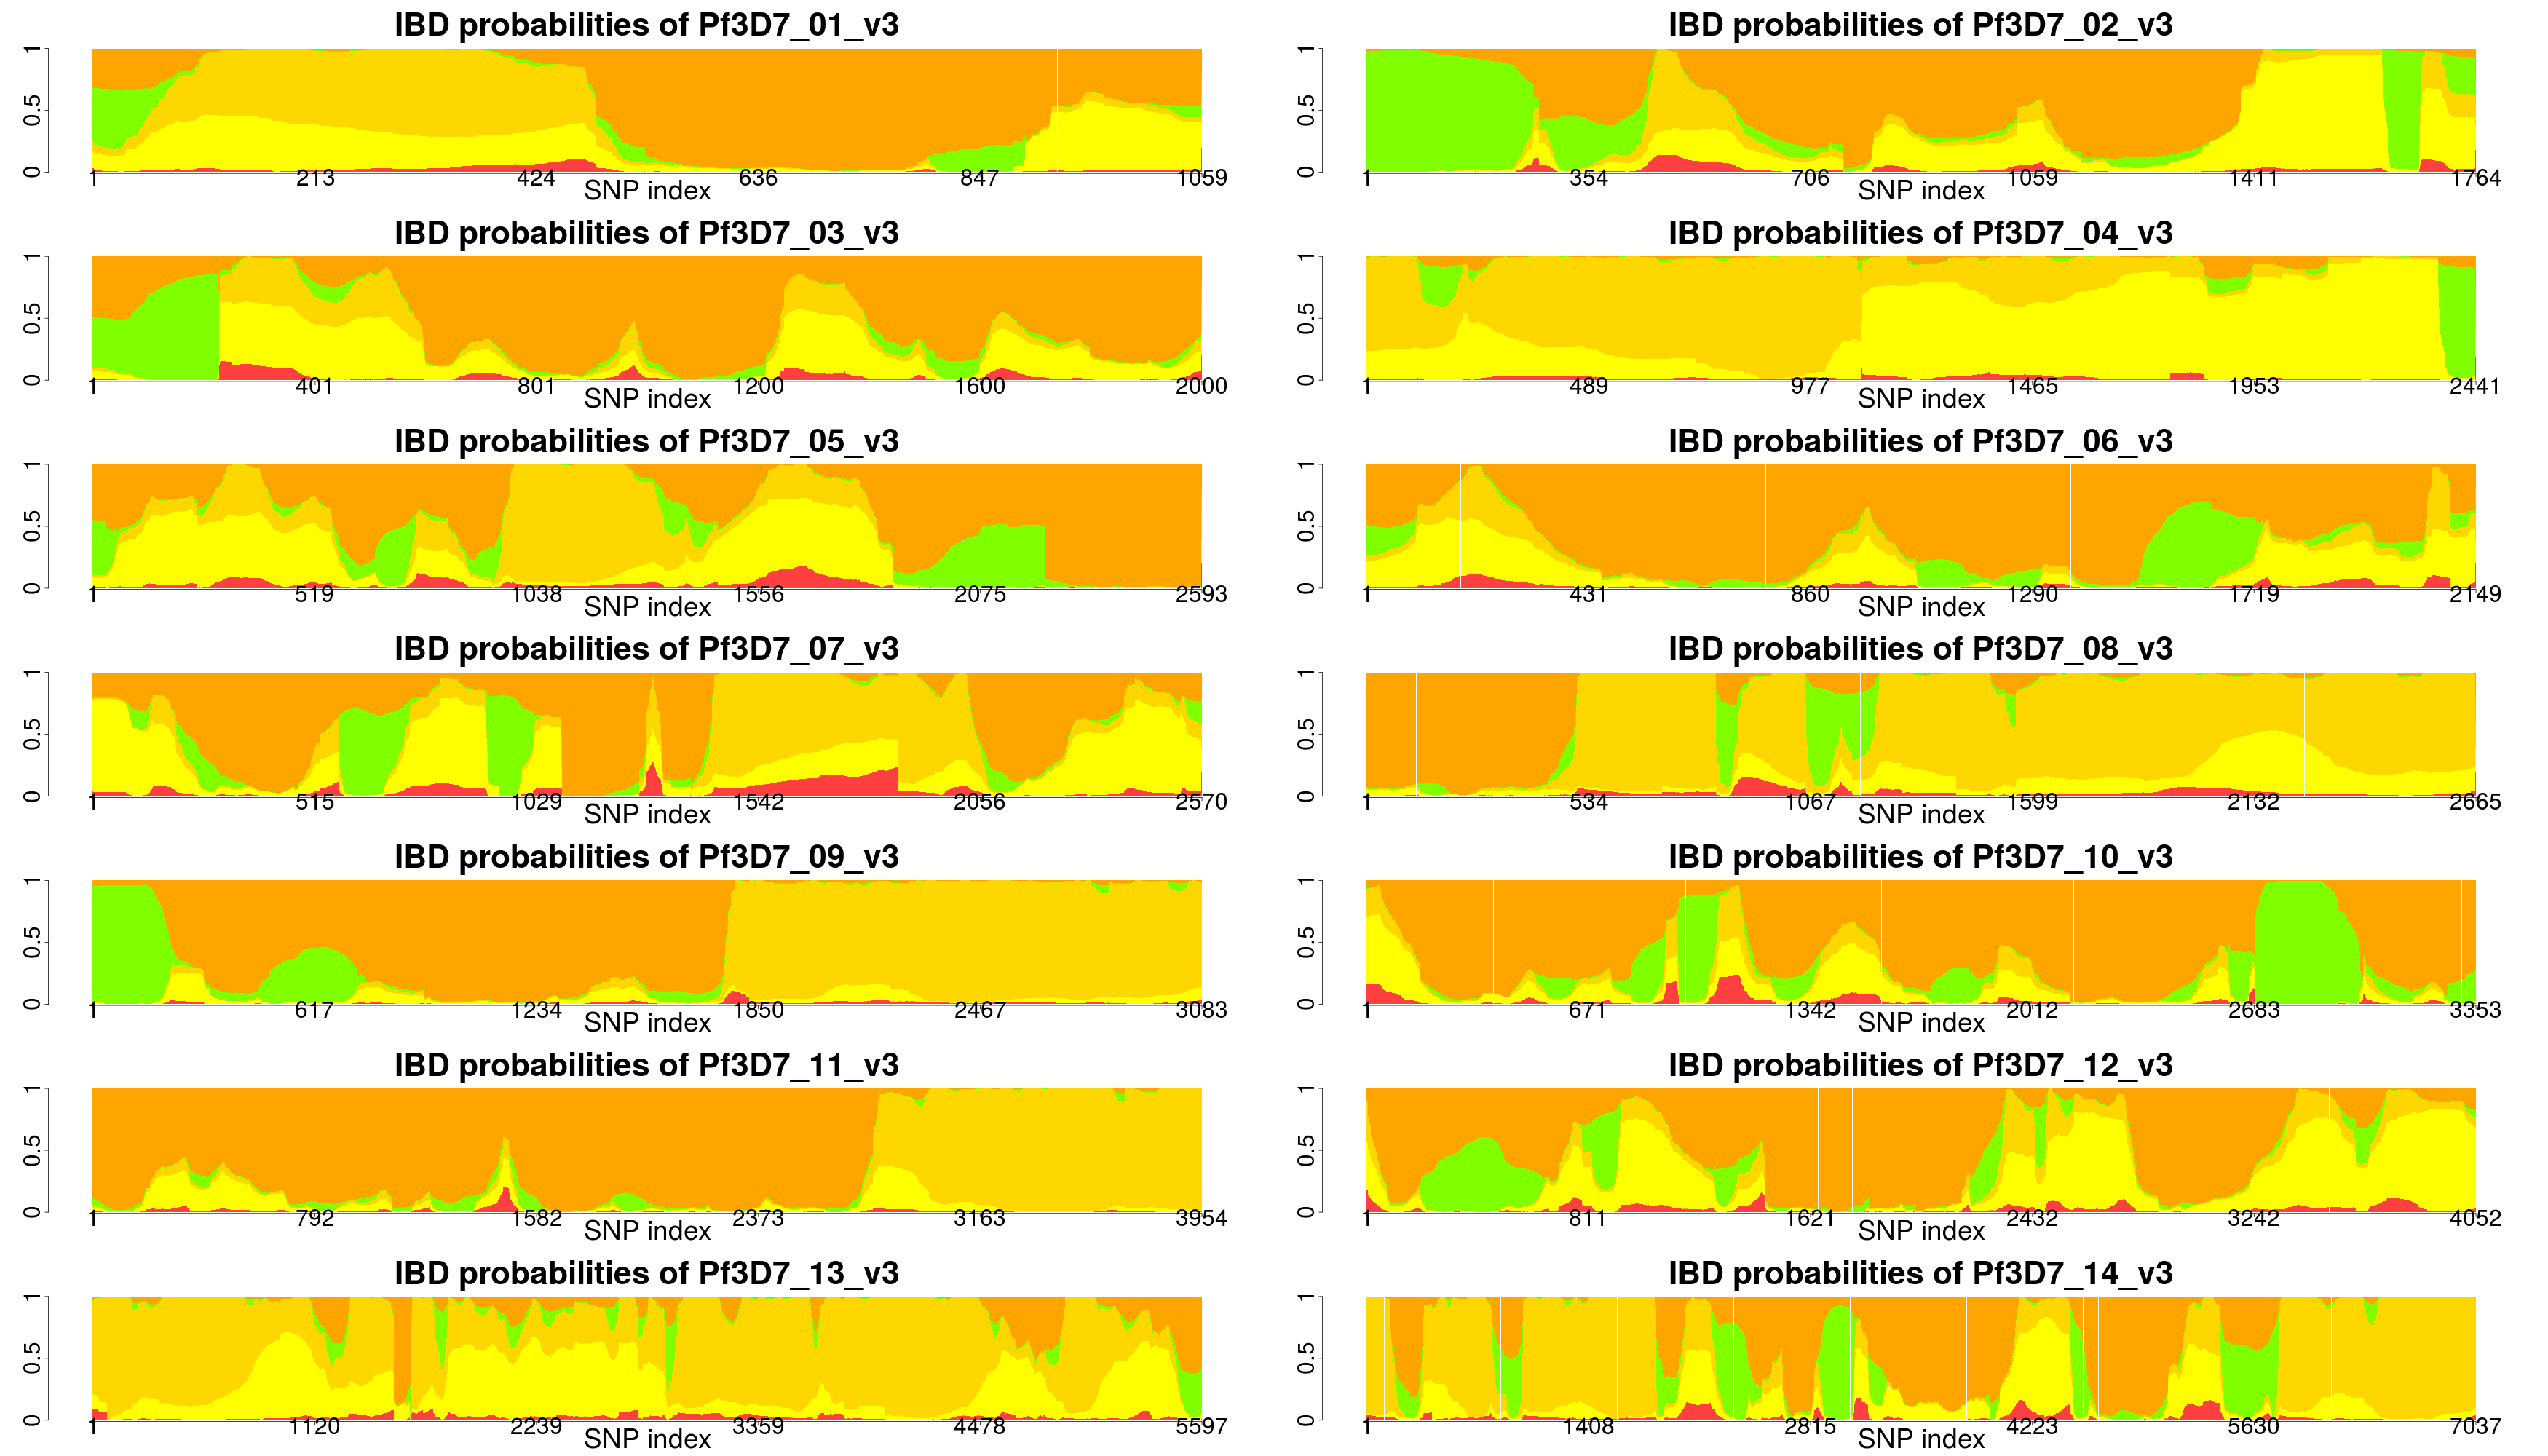 IBD probabilities of Pf3D7_01_v3
0 0.5 1
1 213 424 636 847 1059
SNP index
IBD probabilities of Pf3D7_02_v3
0 0.5 1
1 354 706 1059 1411 1764
SNP index
IBD probabilities of Pf3D7_03_v3
0 0.5 1
1 401 801 1200 1600 2000
SNP index
IBD probabilities of Pf3D7_04_v3
0 0.5 1
1 489 977 1465 1953 2441
SNP index
IBD probabilities of Pf3D7_05_v3
0 0.5 1
1 519 1038 1556 2075 2593
SNP index
IBD probabilities of Pf3D7_06_v3
0 0.5 1
1 431 860 1290 1719 2149
SNP index
IBD probabilities of Pf3D7_07_v3
0 0.5 1
1 515 1029 1542 2056 2570
SNP index
IBD probabilities of Pf3D7_08_v3
0 0.5 1
1 534 1067 1599 2132 2665
SNP index
IBD probabilities of Pf3D7_09_v3
0 0.5 1
1 617 1234 1850 2467 3083
SNP index
IBD probabilities of Pf3D7_10_v3
0 0.5 1
1 671 1342 2012 2683 3353
SNP index
IBD probabilities of Pf3D7_11_v3
0 0.5 1
1 792 1582 2373 3163 3954
SNP index
IBD probabilities of Pf3D7_12_v3
0 0.5 1
1 811 1621 2432 3242 4052
SNP index
IBD probabilities of Pf3D7_13_v3
0 0.5 1
1 1120 2239 3359 4478 5597
SNP index
IBD probabilities of Pf3D7_14_v3
0 0.5 1
1 1408 2815 4223 5630 7037
SNP index